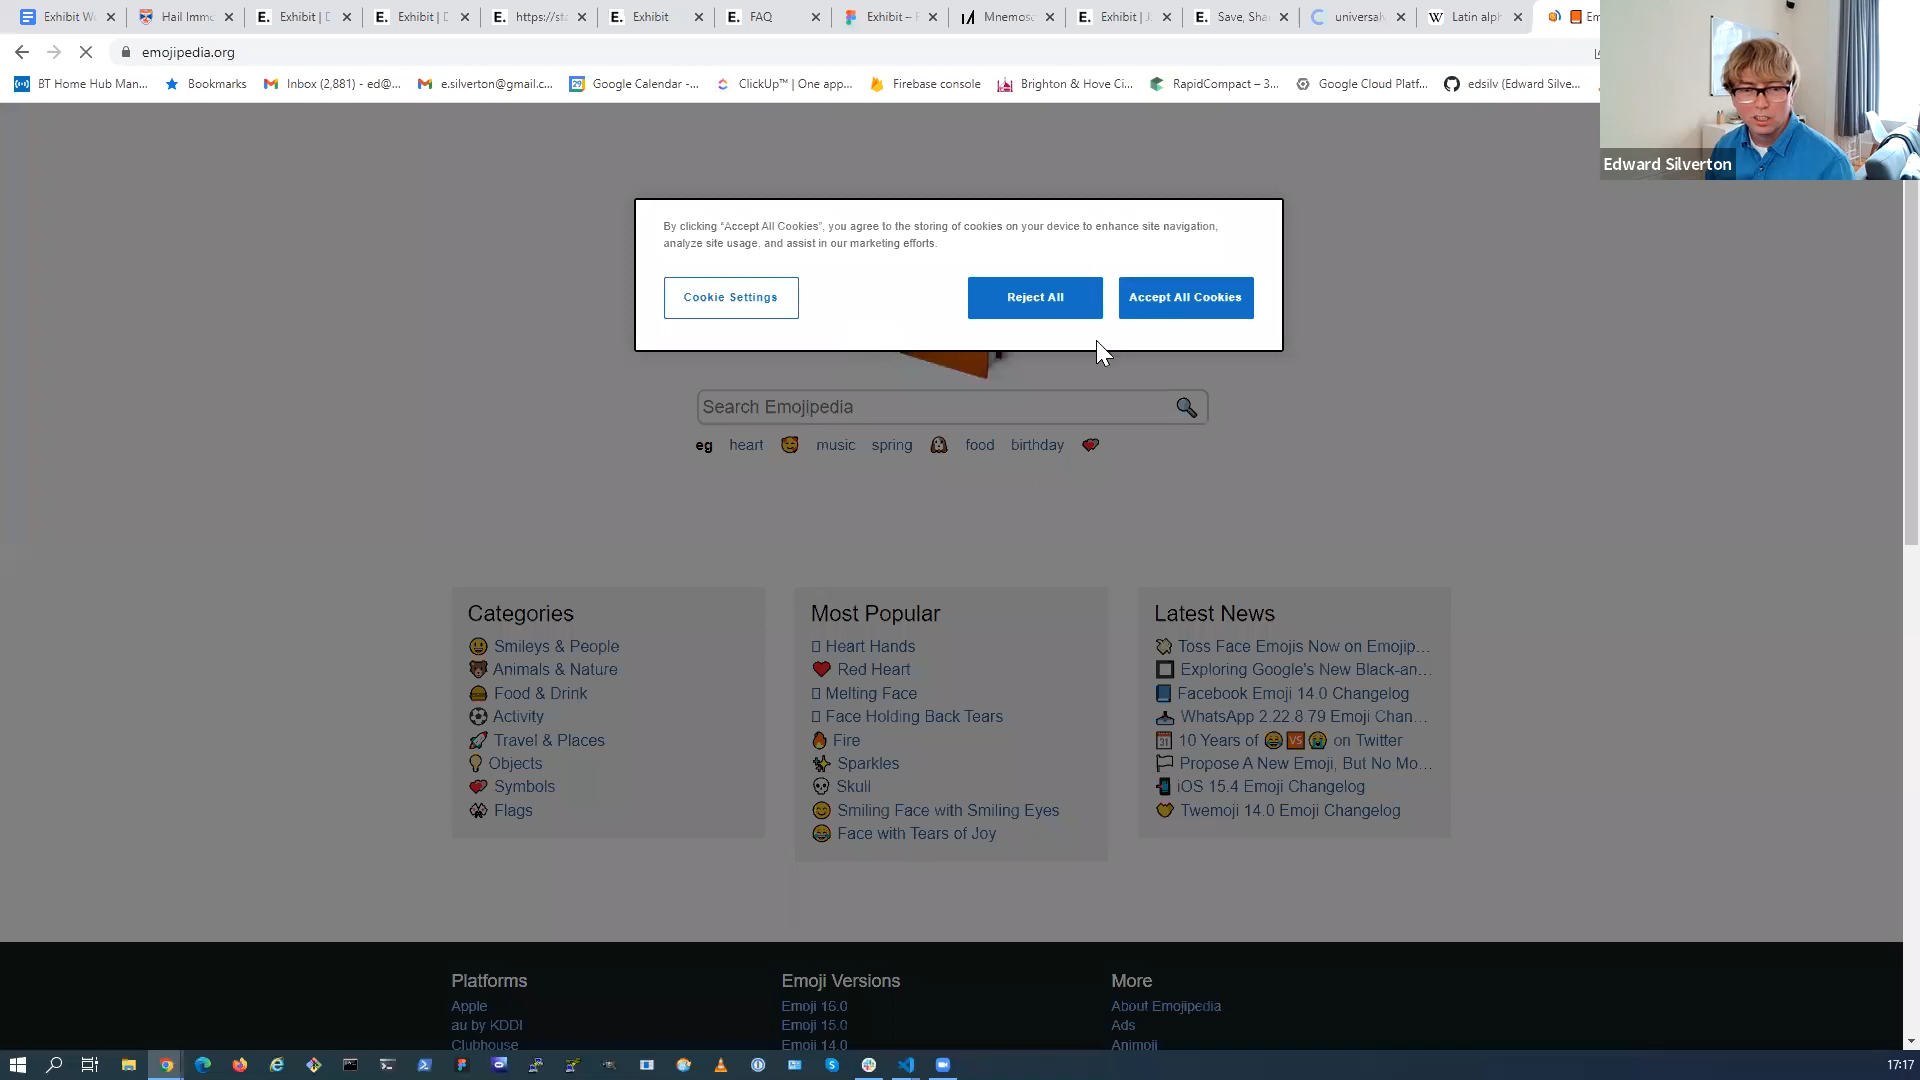 Exhibit W
Hail Imm
Exhibit | D
Exhibit | D
https://sta
Exhibit
FAQ
Exhibit – F
Mnemos
Exhibit | J
Save, Sha
universal
Latin alph
Em
emojipedia.org
BT Home Hub Man...
Bookmarks
Inbox (2,881) - ed@...
e.silverton@gmail.c...
Google Calendar -...
ClickUp™ | One app...
Firebase console
Brighton & Hove Ci...
RapidCompact – 3...
Google Cloud Platf...
edsilv (Edward Silve...
Edward Silverton
By clicking “Accept All Cookies”, you agree to the storing of cookies on your device to enhance site navigation,
analyze site usage, and assist in our marketing efforts.
Cookie Settings
Reject All
Accept All Cookies
Search Emojipedia
eg heart 🥰 music spring 🐶 food birthday 💕
Categories
😃 Smileys & People
🐻 Animals & Nature
🍔 Food & Drink
⚽ Activity
🚀 Travel & Places
💡 Objects
💕 Symbols
🎌 Flags
Most Popular
Heart Hands
❤️ Red Heart
Melting Face
Face Holding Back Tears
🔥 Fire
✨ Sparkles
💀 Skull
😊 Smiling Face with Smiling Eyes
😂 Face with Tears of Joy
Latest News
Toss Face Emojis Now on Emojip...
Exploring Google's New Black-an...
📘 Facebook Emoji 14.0 Changelog
📥 WhatsApp 2.22.8.79 Emoji Chan...
📅 10 Years of 😂 🆚 😭 on Twitter
🏳 Propose A New Emoji, But No Mo...
📲 iOS 15.4 Emoji Changelog
Twemoji 14.0 Emoji Changelog
Platforms
Apple
au by KDDI
Clubhouse
Emoji Versions
Emoji 16.0
Emoji 15.0
Emoji 14.0
More
About Emojipedia
Ads
Animoji
17:17